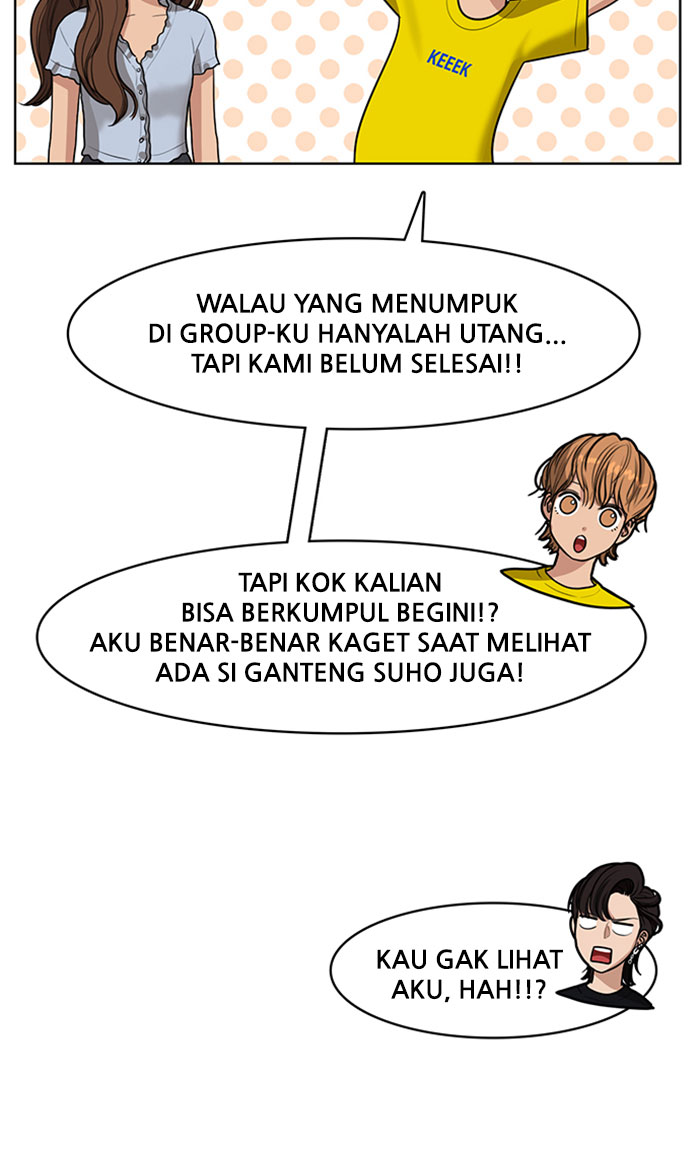 KEEEK
WALAU YANG MENUMPUK
DI GROUP-KU HANYALAH UTANG...
TAPI KAMI BELUM SELESAI!!
TAPI KOK KALIAN
BISA BERKUMPUL BEGINI!?
AKU BENAR-BENAR KAGET SAAT MELIHAT
ADA SI GANTENG SUHO JUGA!
KAU GAK LIHAT
AKU, HAH!!?